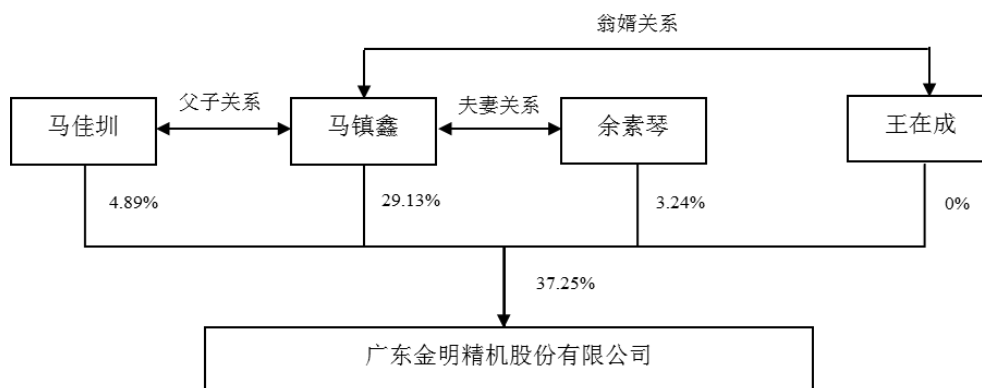 翁婿关系
父子关系
夫妻关系
马佳圳
马镇鑫
余素琴
王在成
4.89%
29.13%
3.24%
0%
37.25%
广东金明精机股份有限公司